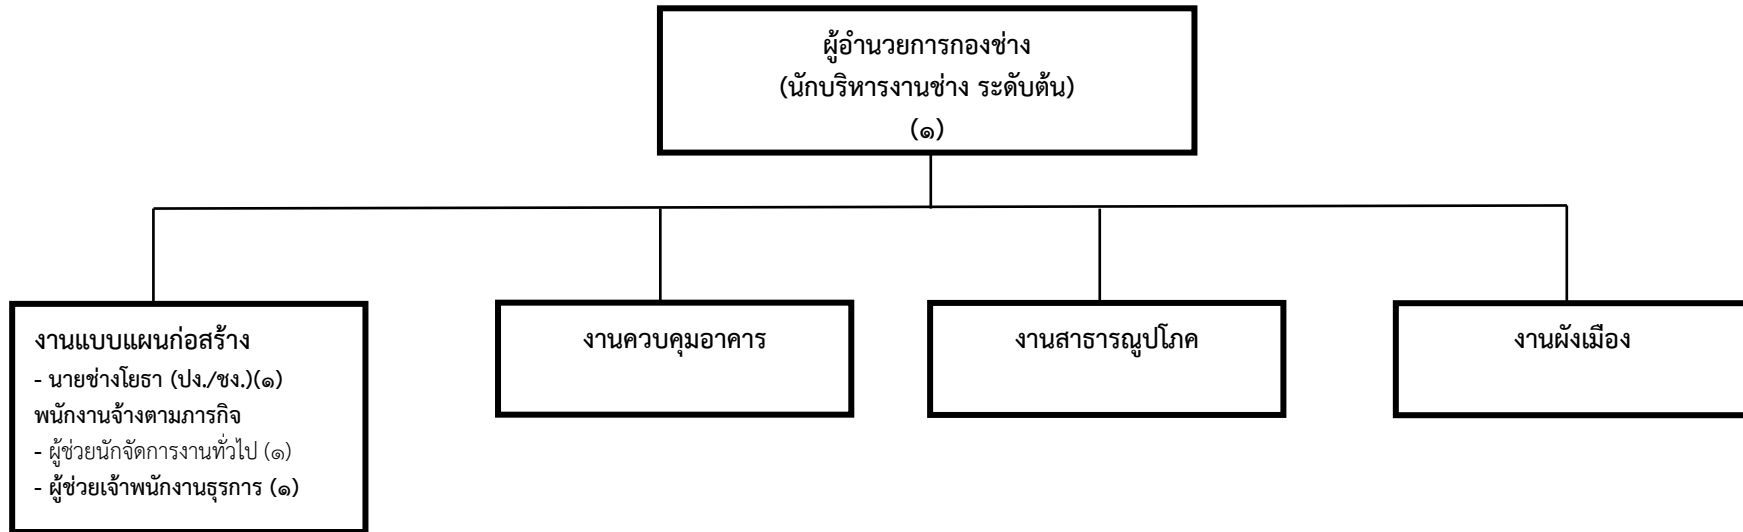 ผู้อำนวยการกองช่าง
(นักบริหารงานช่าง ระดับต้น)
(๑)
งานแบบแผนก่อสร้าง
- นายช่างโยธา (ปง./ชง.)(๑)
พนักงานจ้างตามภารกิจ
- ผู้ช่วยนักจัดการงานทั่วไป (๑)
- ผู้ช่วยเจ้าพนักงานธุรการ (๑)
งานควบคุมอาคาร
งานสาธารณูปโภค
งานผังเมือง